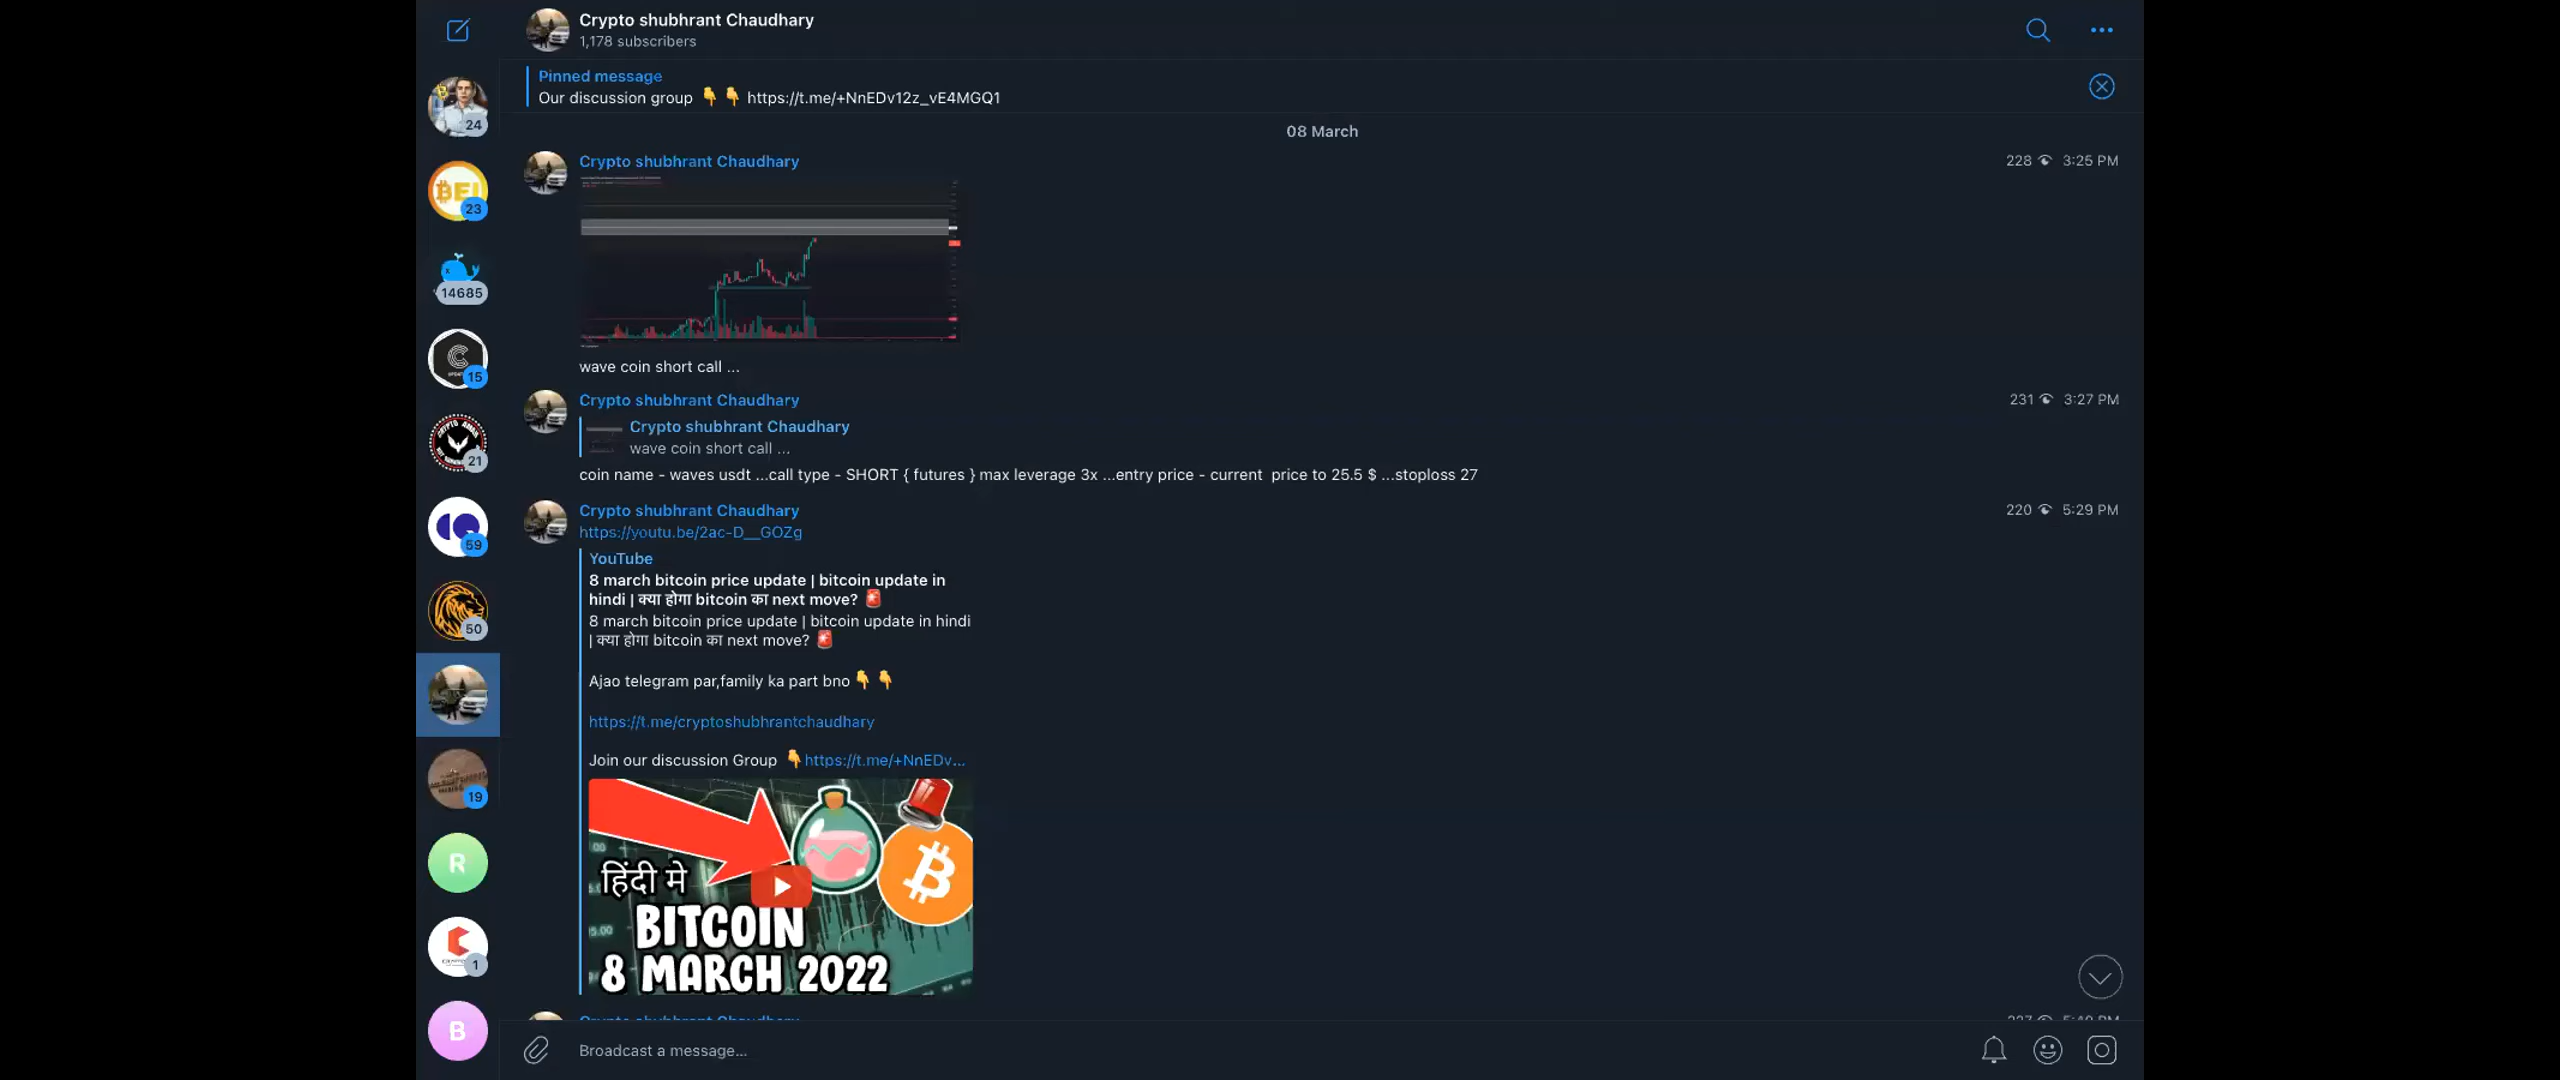 Crypto shubhrant Chaudhary
1,178 subscribers
Pinned message
Our discussion group 👇 👇 https://t.me/+NnEDv12z_vE4MGQ1
24
BEL
23
14685
15
21
59
50
19
R
1
B
08 March
Crypto shubhrant Chaudhary
228 3:25 PM
wave coin short call ...
Crypto shubhrant Chaudhary
231 3:27 PM
Crypto shubhrant Chaudhary
wave coin short call ...
coin name - waves usdt ...call type - SHORT { futures } max leverage 3x ...entry price - current price to 25.5 $ ...stoploss 27
Crypto shubhrant Chaudhary
220 5:29 PM
https://youtu.be/2ac-D__GOZg
YouTube
8 march bitcoin price update | bitcoin update in
hindi | क्या होगा bitcoin का next move? 🚨
8 march bitcoin price update | bitcoin update in hindi
| क्या होगा bitcoin का next move? 🚨
Ajao telegram par,family ka part bno 👇 👇
https://t.me/cryptoshubhrantchaudhary
Join our discussion Group 👇https://t.me/+NnEDv...
हिंदी मे
BITCOIN
8 MARCH 2022
Crypto shubhrant Chaudhary
Broadcast a message...